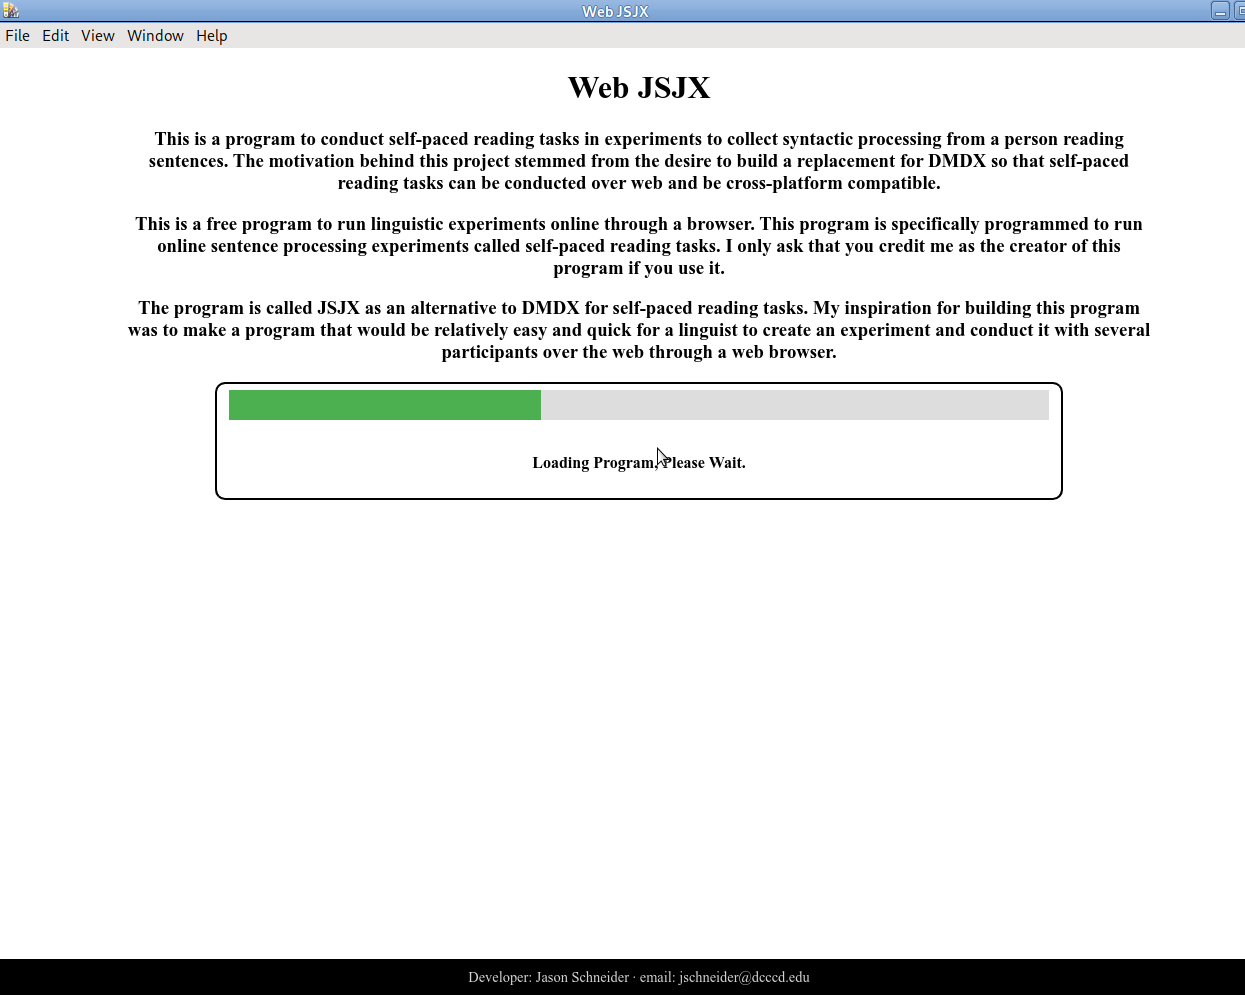 Web JSJX
File Edit View Window Help
Web JSJX
This is a program to conduct self-paced reading tasks in experiments to collect syntactic processing from a person reading
sentences. The motivation behind this project stemmed from the desire to build a replacement for DMDX so that self-paced
reading tasks can be conducted over web and be cross-platform compatible.
This is a free program to run linguistic experiments online through a browser. This program is specifically programmed to run
online sentence processing experiments called self-paced reading tasks. I only ask that you credit me as the creator of this
program if you use it.
The program is called JSJX as an alternative to DMDX for self-paced reading tasks. My inspiration for building this program
was to make a program that would be relatively easy and quick for a linguist to create an experiment and conduct it with several
participants over the web through a web browser.
Loading Program. Please Wait.
Developer: Jason Schneider · email: jschneider@dcccd.edu